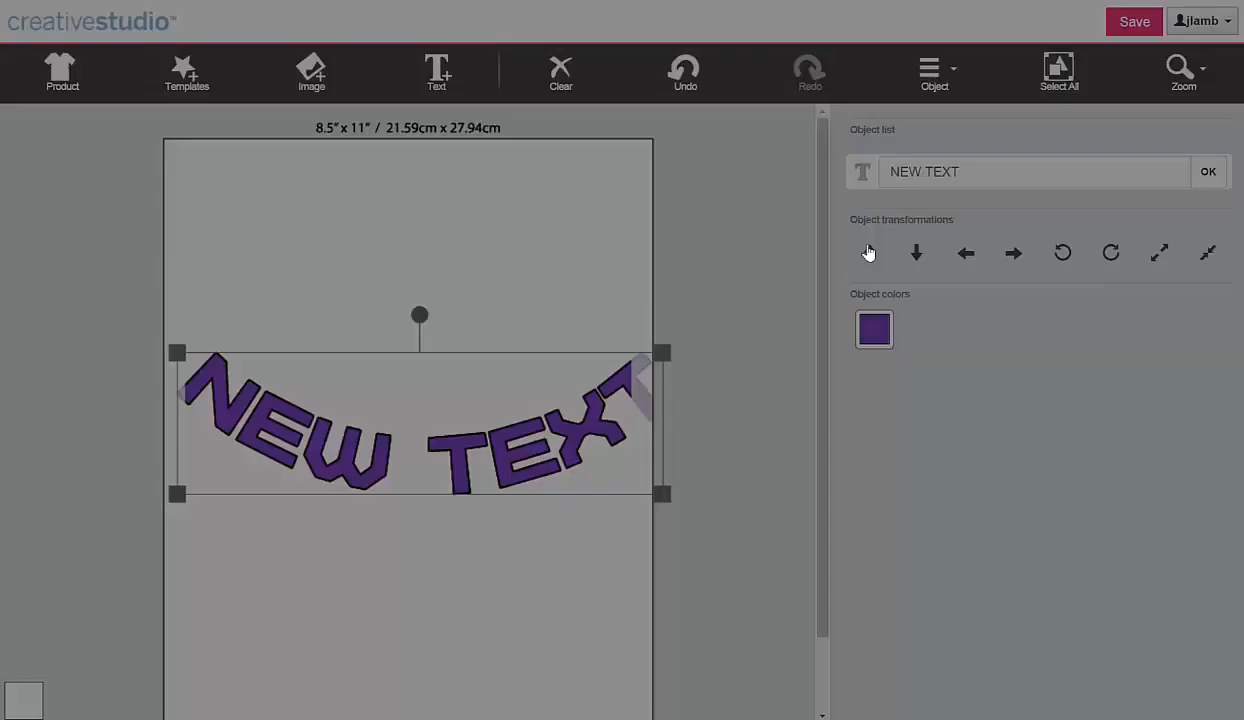 creativestudio™
Save
jlamb
Product
Templates
Image
Text
Clear
Undo
Redo
Object
Select All
Zoom
8.5" x 11" / 21.59cm x 27.94cm
Object list
NEW TEXT
OK
Object transformations
Object colors
NEW TEXT